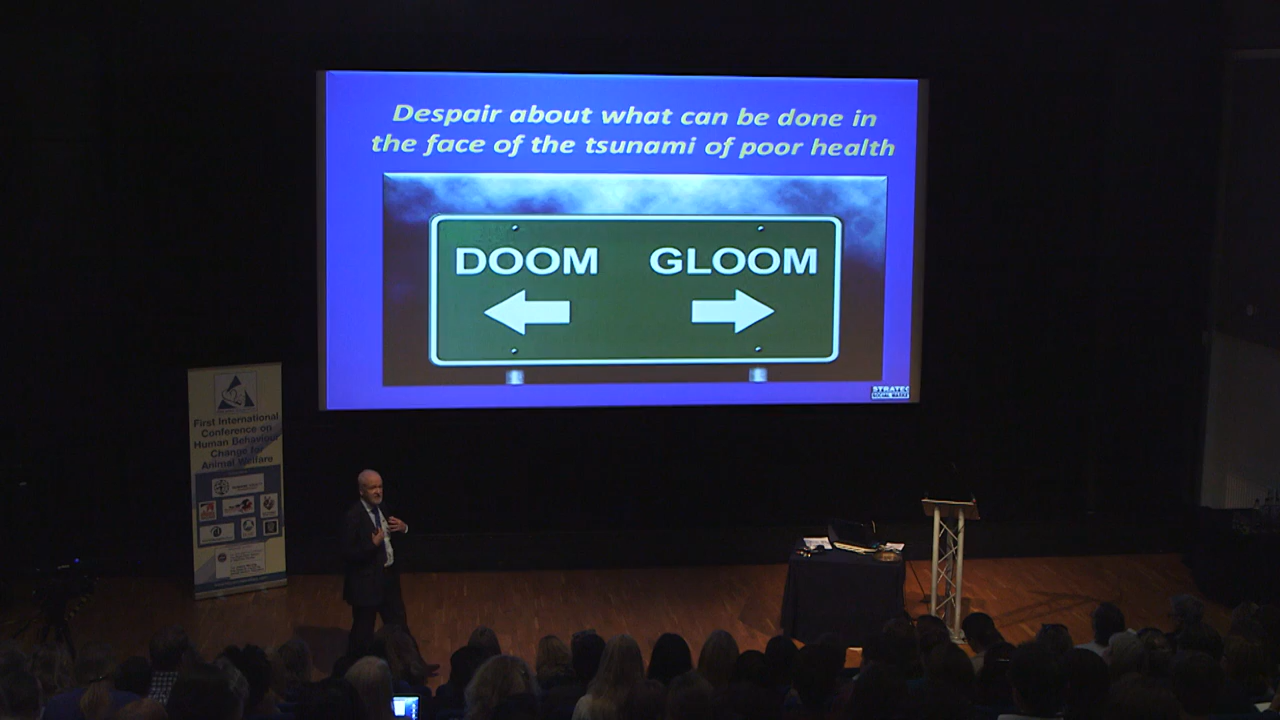 Despair about what can be done in
the face of the tsunami of poor health
DOOM GLOOM
First International
Conference on
Human Behaviour
Change for
Animal Welfare